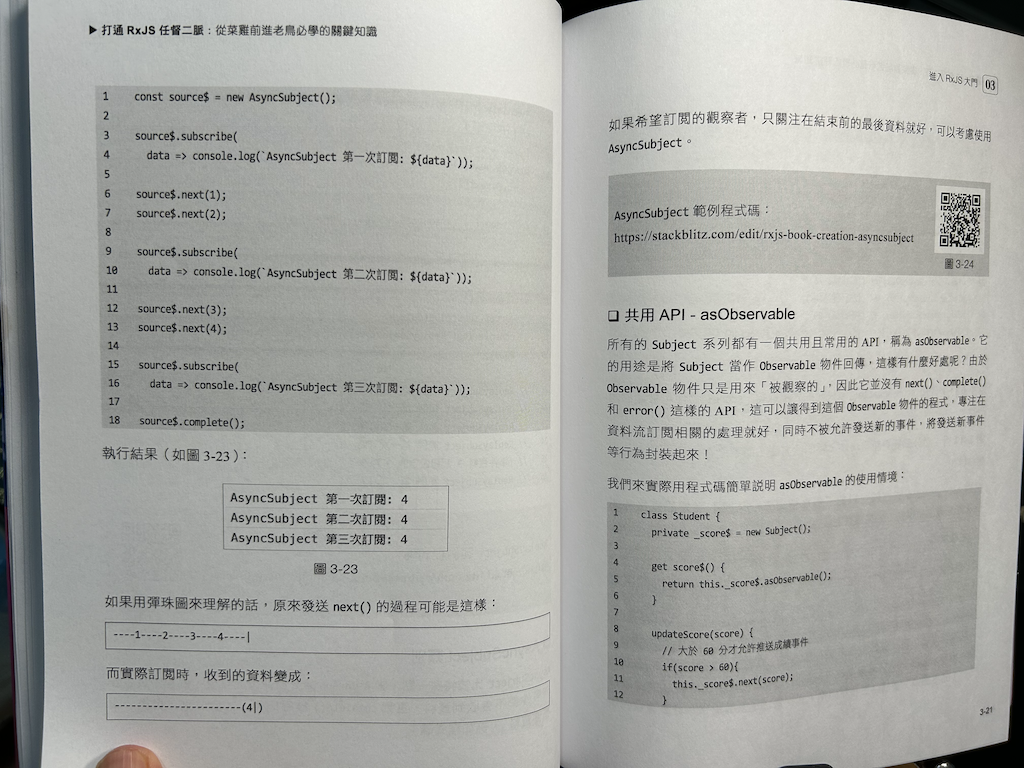 ▶ 打通 RxJS 任督二脈：從菜雞前進老鳥必學的關鍵知識
1 const source$ = new AsyncSubject();
2
3 source$.subscribe(
4 data => console.log(`AsyncSubject 第一次訂閱: ${data}`));
5
6 source$.next(1);
7 source$.next(2);
8
9 source$.subscribe(
10 data => console.log(`AsyncSubject 第二次訂閱: ${data}`));
11
12 source$.next(3);
13 source$.next(4);
14
15 source$.subscribe(
16 data => console.log(`AsyncSubject 第三次訂閱: ${data}`));
17
18 source$.complete();
執行結果（如圖 3-23）：
AsyncSubject 第一次訂閱: 4
AsyncSubject 第二次訂閱: 4
AsyncSubject 第三次訂閱: 4
圖 3-23
如果用彈珠圖來理解的話，原來發送 next() 的過程可能是這樣：
----1----2----3----4----|
而實際訂閱時，收到的資料變成：
-----------------------(4|)
進入 RxJS 大門 03
如果希望訂閱的觀察者，只關注在結束前的最後資料就好，可以考慮使用
AsyncSubject。
AsyncSubject 範例程式碼：
https://stackblitz.com/edit/rxjs-book-creation-asyncsubject
圖 3-24
❑ 共用 API - asObservable
所有的 Subject 系列都有一個共用且常用的 API，稱為 asObservable。它
的用途是將 Subject 當作 Observable 物件回傳，這樣有什麼好處呢？由於
Observable 物件只是用來「被觀察的」，因此它並沒有 next()、complete()
和 error() 這樣的 API，這可以讓得到這個 Observable 物件的程式，專注在
資料流訂閱相關的處理就好，同時不被允許發送新的事件，將發送新事件
等行為封裝起來！
我們來實際用程式碼簡單說明 asObservable 的使用情境：
1 class Student {
2 private _score$ = new Subject();
3
4 get score$() {
5 return this._score$.asObservable();
6 }
7
8 updateScore(score) {
9 // 大於 60 分才允許推送成績事件
10 if(score > 60){
11 this._score$.next(score);
12 }
3-21